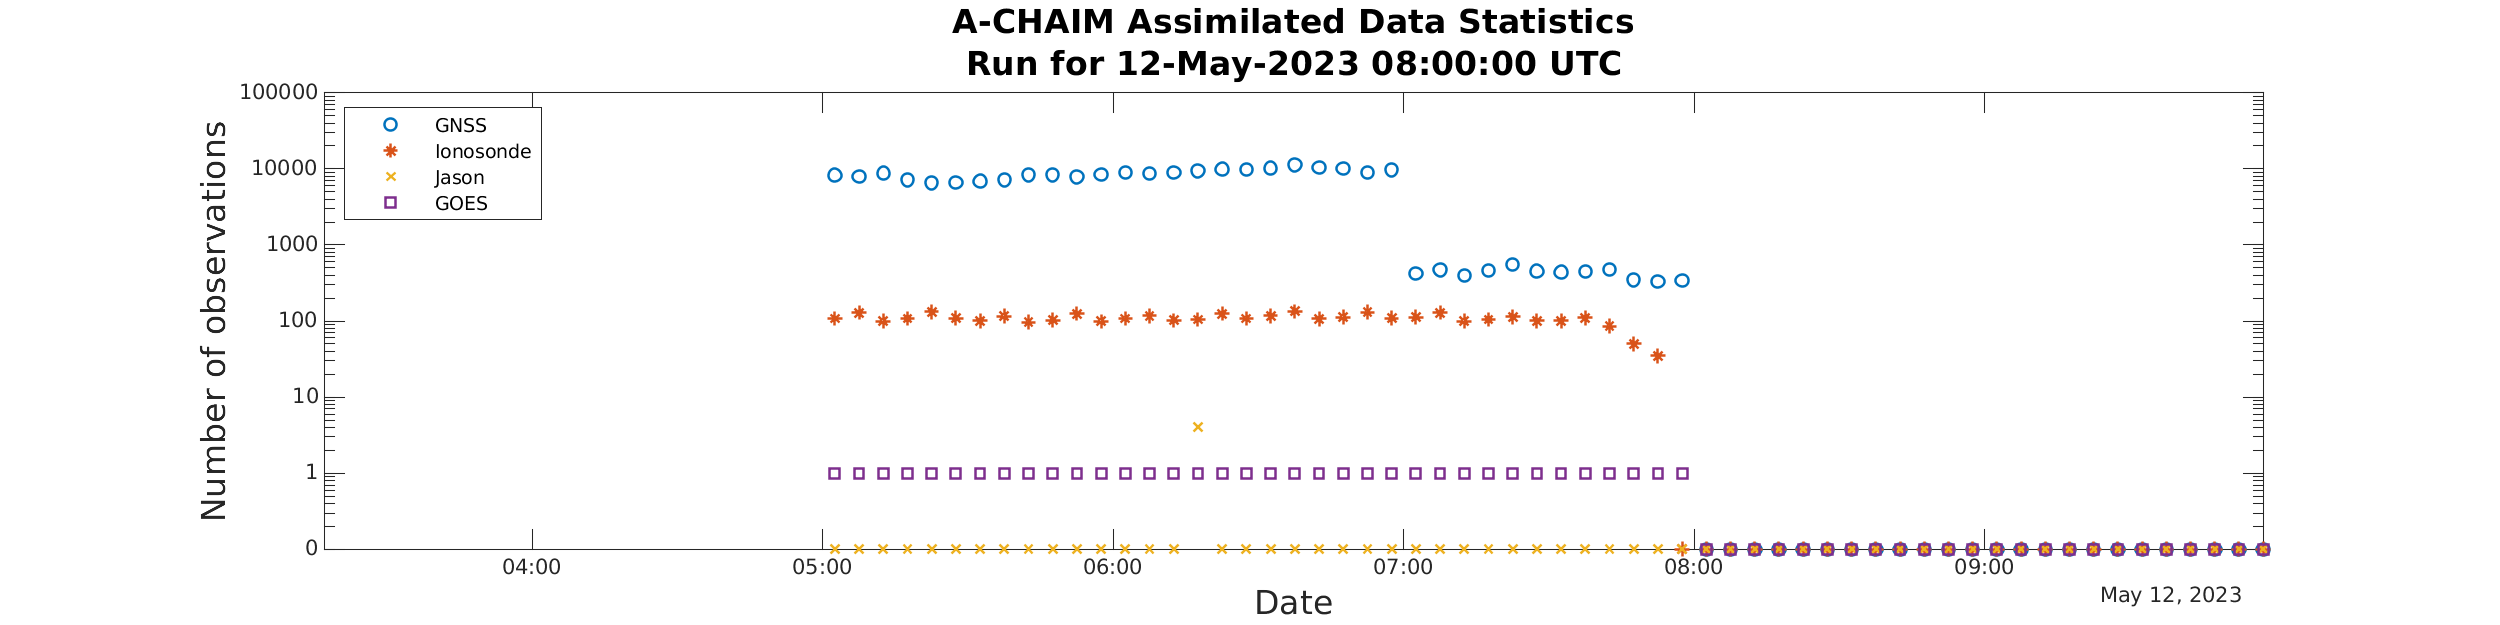 A-CHAIM Assimilated Data Statistics
Run for 12-May-2023 08:00:00 UTC
Number of observations
100000
10000
1000
100
10
1
0
GNSS
Ionosonde
Jason
GOES
04:00
05:00
06:00
07:00
08:00
09:00
Date
May 12, 2023